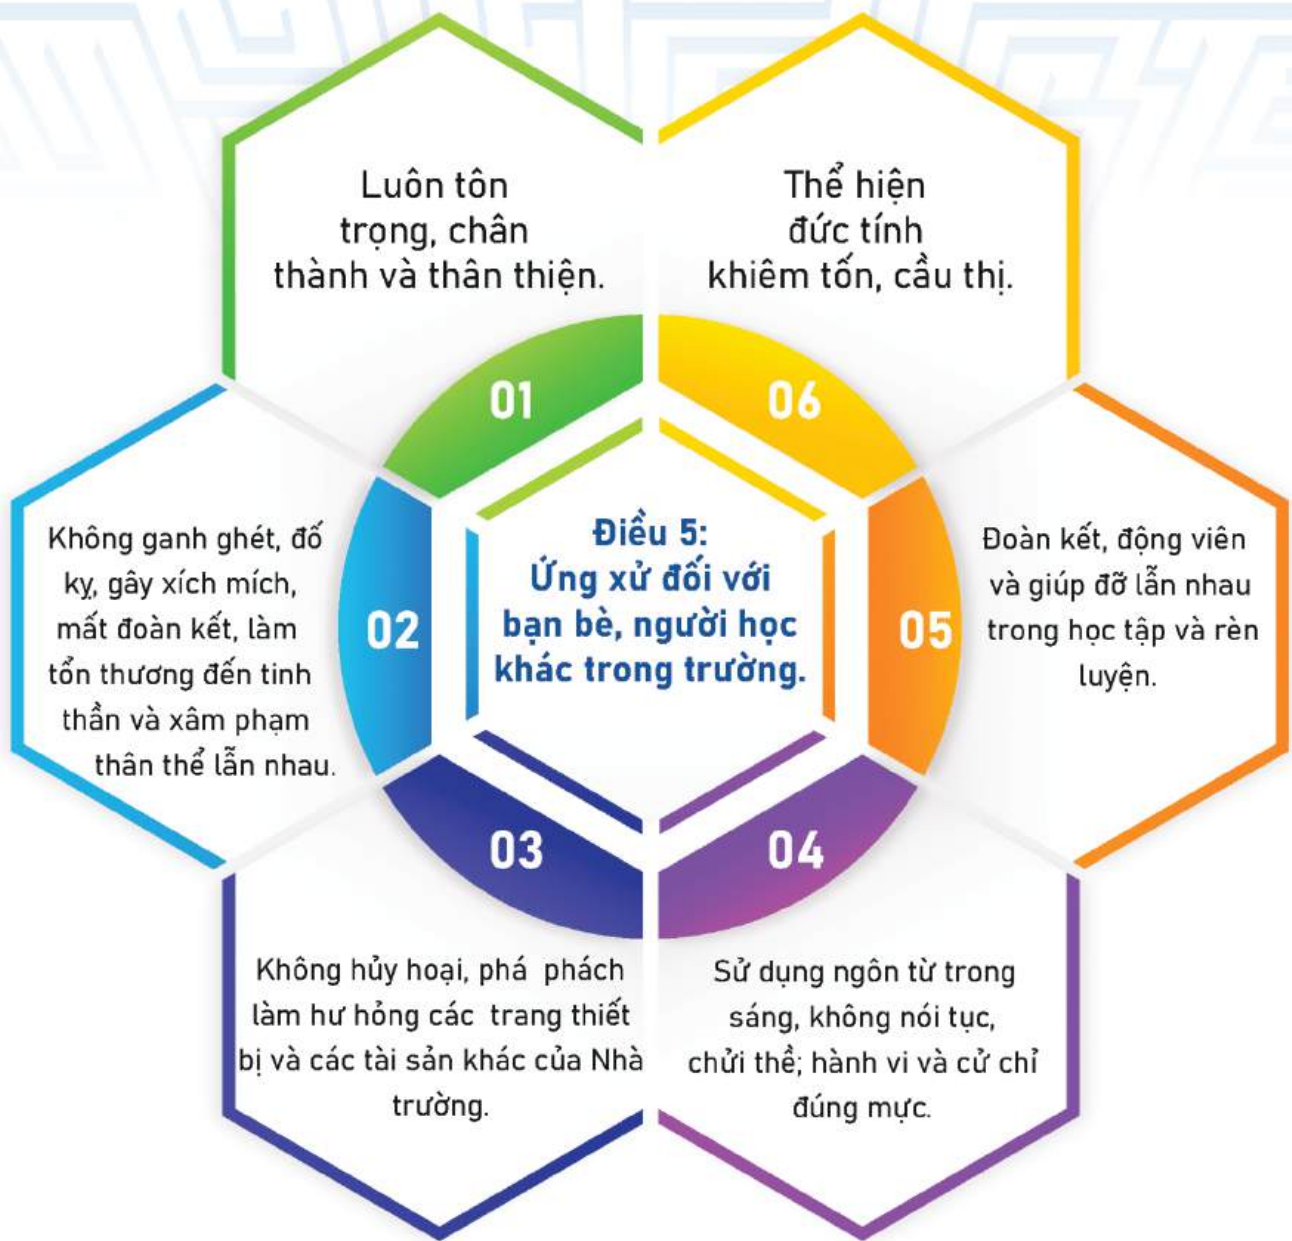 Điều 5:
Ứng xử đối với
bạn bè, người học
khác trong trường.
01
Luôn tôn
trọng, chân
thành và thân thiện.
02
Không ganh ghét, đố
kỵ, gây xích mích,
mất đoàn kết, làm
tổn thương đến tinh
thần và xâm phạm
thân thể lẫn nhau.
03
Không hủy hoại, phá phách
làm hư hỏng các trang thiết
bị và các tài sản khác của Nhà
trường.
04
Sử dụng ngôn từ trong
sáng, không nói tục,
chửi thề; hành vi và cử chỉ
đúng mực.
05
Đoàn kết, động viên
và giúp đỡ lẫn nhau
trong học tập và rèn
luyện.
06
Thể hiện
đức tính
khiêm tốn, cầu thị.